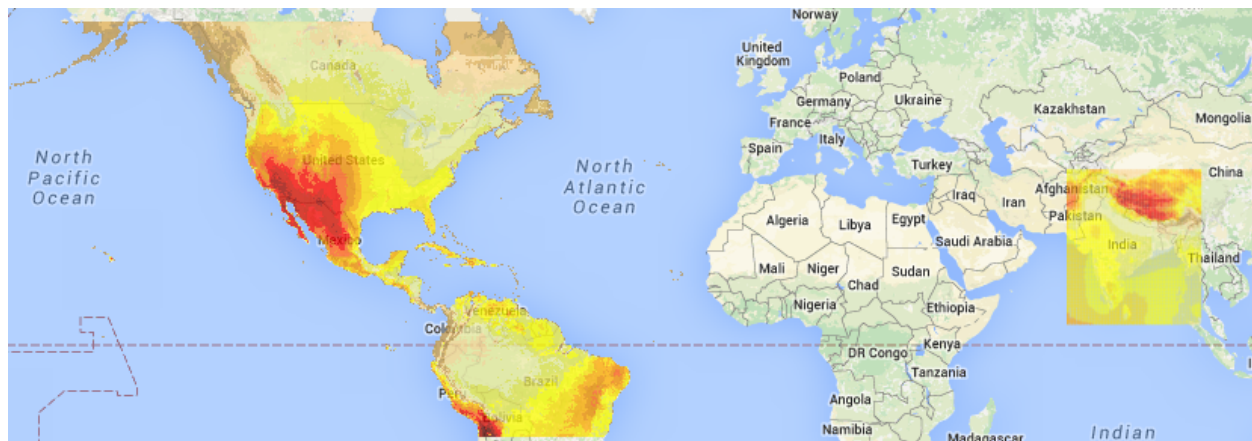 Norway
United
Kingdom
Canada
Poland
Germany
Ukraine
Kazakhstan
France
Mongolia
Italy
North
Pacific
Ocean
United States
North
Atlantic
Ocean
Spain
Turkey
China
Iraq
Iran
Afghanistan
Algeria
Libya
Egypt
Pakistan
Mexico
Saudi Arabia
India
Thailand
Mali
Niger
Sudan
Chad
Venezuela
Nigeria
Ethiopia
Colombia
DR Congo
Kenya
Tanzania
Brazil
Peru
Angola
Bolivia
Namibia
Madagascar
Indian